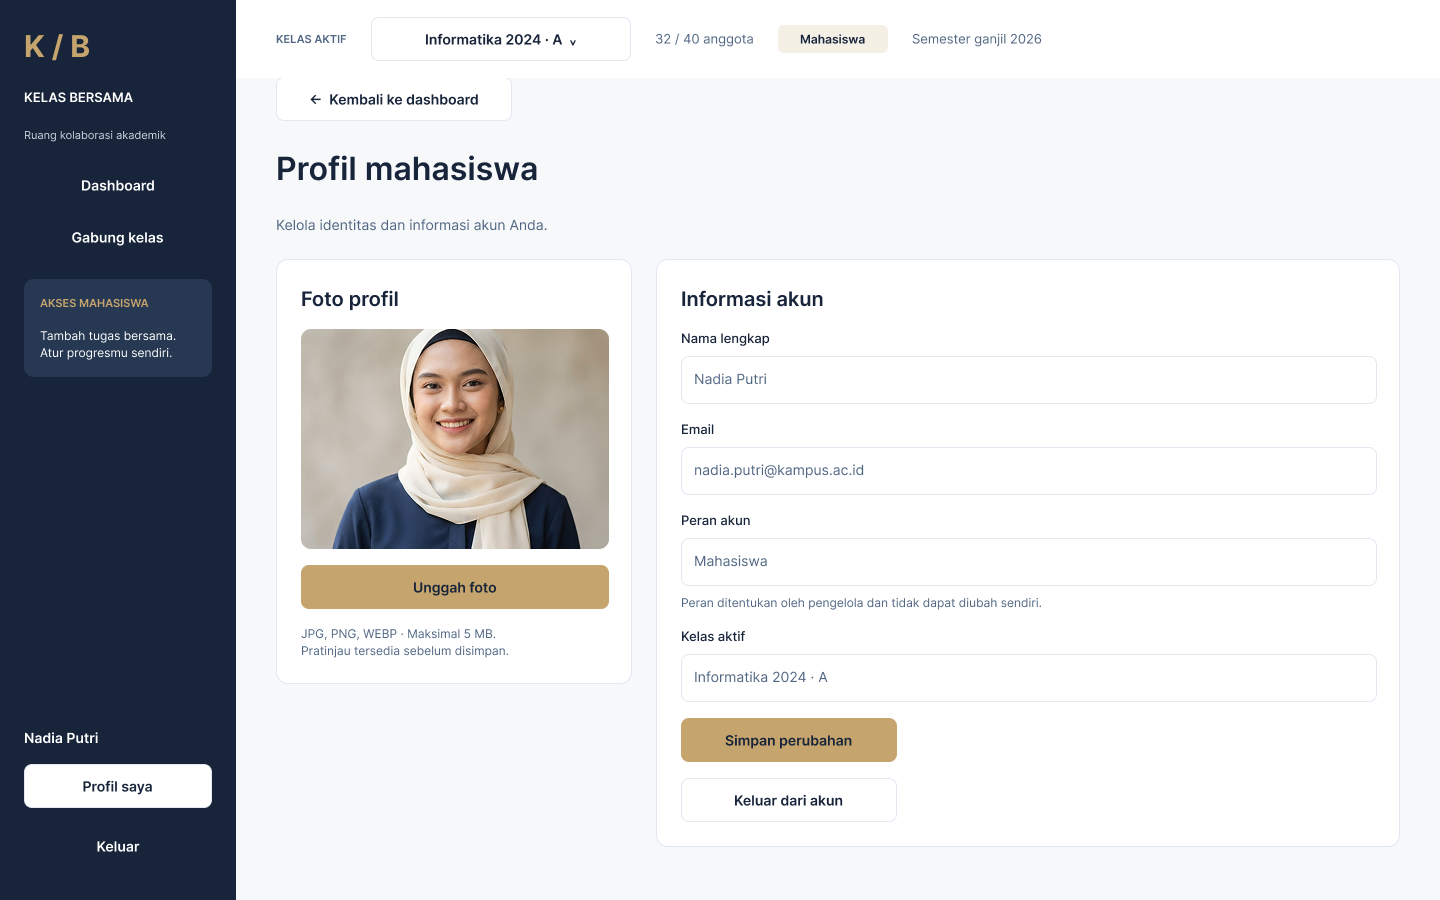 K / B
KELAS BERSAMA
Ruang kolaborasi akademik
Dashboard
Gabung kelas
AKSES MAHASISWA
Tambah tugas bersama.
Atur progresmu sendiri.
Nadia Putri
Profil saya
Keluar
KELAS AKTIF
Informatika 2024 · A
32 / 40 anggota
Mahasiswa
Semester ganjil 2026
← Kembali ke dashboard
Profil mahasiswa
Kelola identitas dan informasi akun Anda.
Foto profil
Unggah foto
JPG, PNG, WEBP · Maksimal 5 MB.
Pratinjau tersedia sebelum disimpan.
Informasi akun
Nama lengkap
Nadia Putri
Email
nadia.putri@kampus.ac.id
Peran akun
Mahasiswa
Peran ditentukan oleh pengelola dan tidak dapat diubah sendiri.
Kelas aktif
Informatika 2024 · A
Simpan perubahan
Keluar dari akun